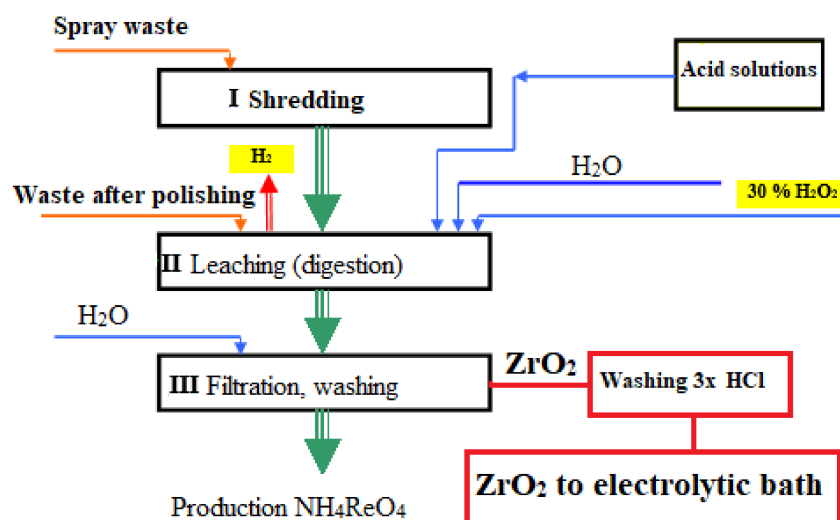 Spray waste
Acid solutions
I Shredding
H₂
H₂O
Waste after polishing
30 % H₂O₂
II Leaching (digestion)
H₂O
ZrO₂
III Filtration, washing
Washing 3x HCl
ZrO₂ to electrolytic bath
Production NH₄ReO₄